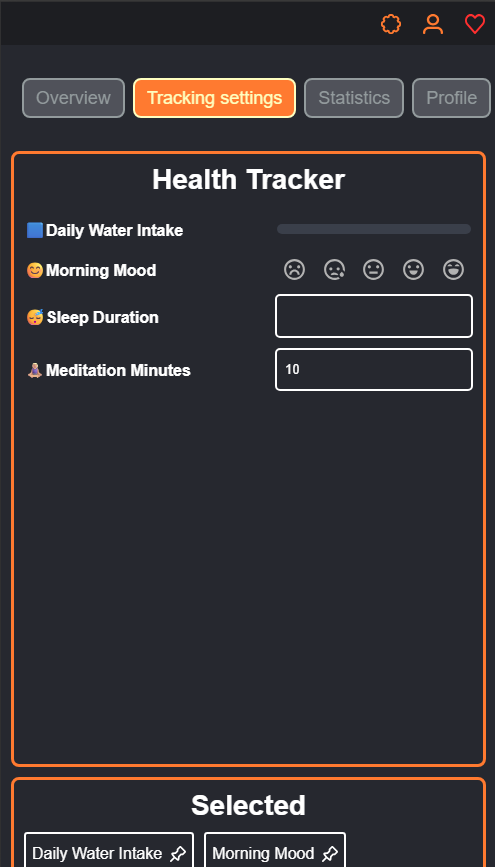 Overview Tracking settings Statistics Profile
Health Tracker
Daily Water Intake
Morning Mood
Sleep Duration
Meditation Minutes 10
Selected
Daily Water Intake Morning Mood